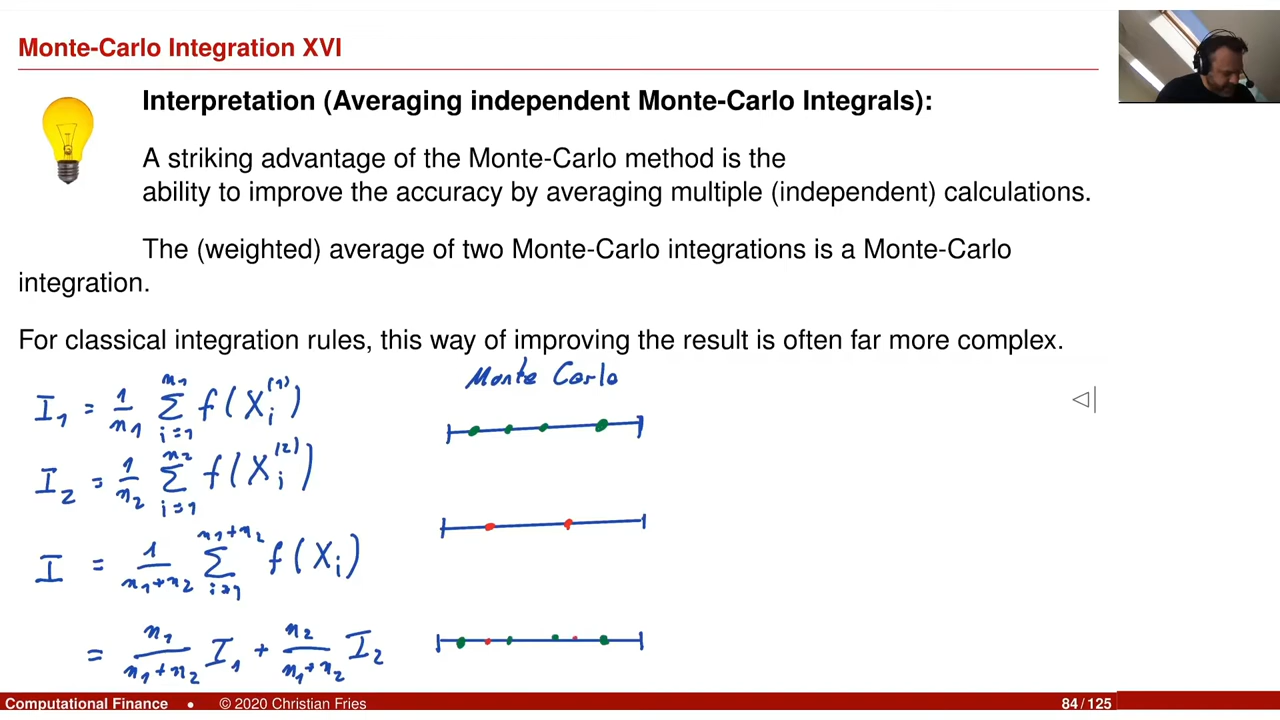 Monte-Carlo Integration XVI
Interpretation (Averaging independent Monte-Carlo Integrals):
A striking advantage of the Monte-Carlo method is the
ability to improve the accuracy by averaging multiple (independent) calculations.
The (weighted) average of two Monte-Carlo integrations is a Monte-Carlo
integration.
For classical integration rules, this way of improving the result is often far more complex.
Monte Carlo
I₁ = 1/n₁ Σ_{i=1}^{n₁} f(X_i^{(1)})
I₂ = 1/n₂ Σ_{i=1}^{n₂} f(X_i^{(2)})
I = 1/(n₁+n₂) Σ_{i=1}^{n₁+n₂} f(X_i)
= n₁/(n₁+n₂) I₁ + n₂/(n₁+n₂) I₂
Computational Finance • © 2020 Christian Fries 84 / 125